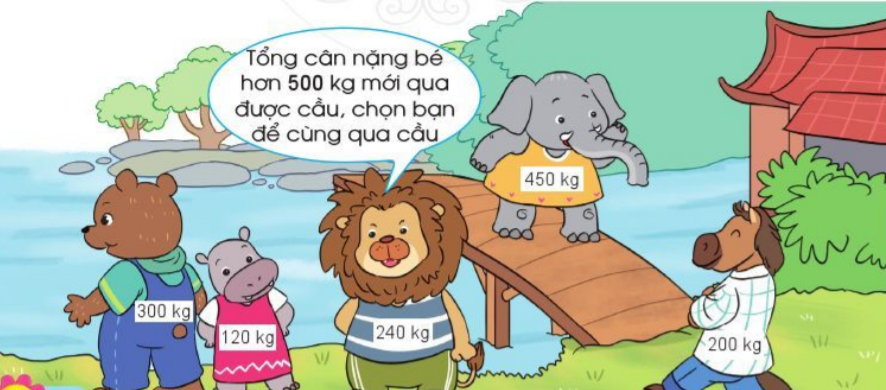 Tổng cân nặng bé
hơn 500 kg mới qua
được cầu, chọn bạn
để cùng qua cầu
450 kg
300 kg
120 kg
240 kg
200 kg